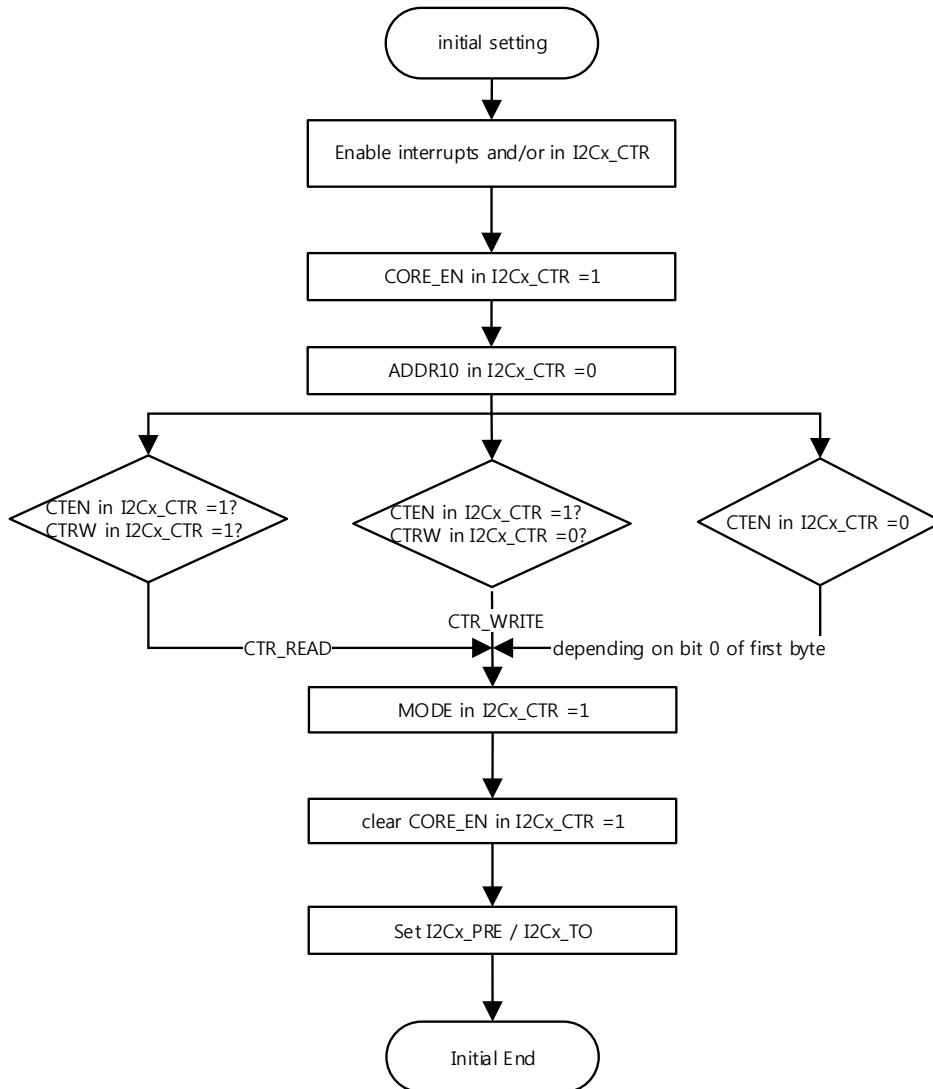 initial setting
Enable interrupts and/or in I2Cx_CTR
CORE_EN in I2Cx_CTR =1
ADDR10 in I2Cx_CTR =0
CTEN in I2Cx_CTR =1?
CTRW in I2Cx_CTR =1?
CTEN in I2Cx_CTR =1?
CTRW in I2Cx_CTR =0?
CTEN in I2Cx_CTR =0
CTR_WRITE
CTR_READ
depending on bit 0 of first byte
MODE in I2Cx_CTR =1
clear CORE_EN in I2Cx_CTR =1
Set I2Cx_PRE / I2Cx_TO
Initial End